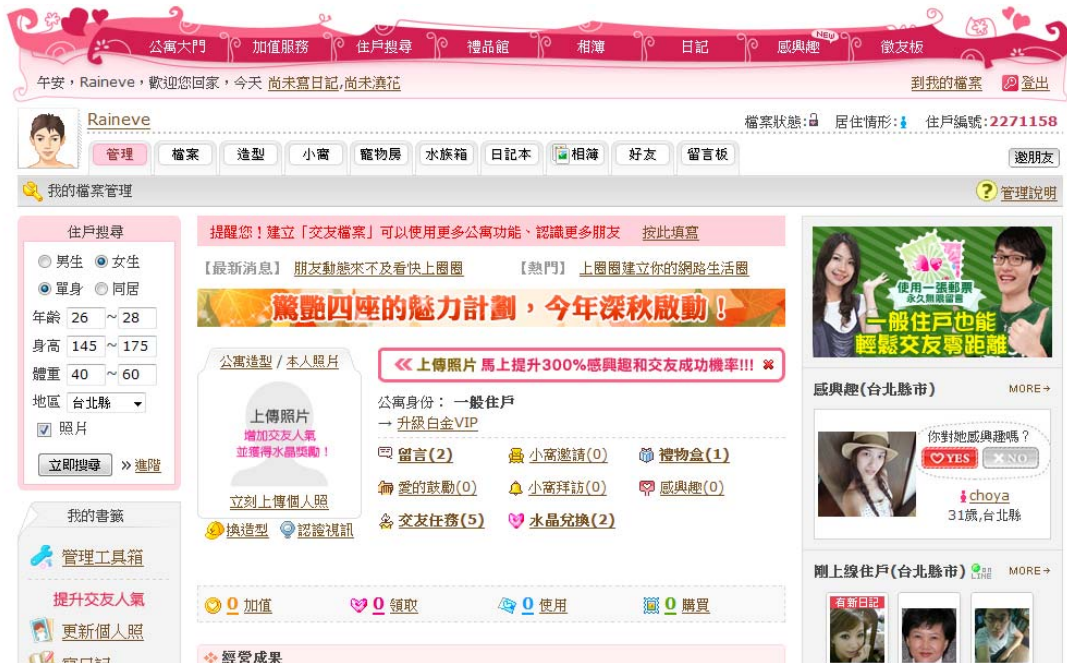 公寓大門 加值服務 住戶搜尋 禮品館 相簿 日記 感興趣 NEW 徵友板
午安，Raineve，歡迎您回家，今天 尚未寫日記,尚未澆花 到我的檔案 登出
Raineve 檔案狀態: 居住情形: 住戶編號:2271158
管理 檔案 造型 小窩 寵物房 水族箱 日記本 相簿 好友 留言板 邀朋友
我的檔案管理 管理說明
住戶搜尋
男生 女生
單身 同居
年齡 26 ~ 28
身高 145 ~ 175
體重 40 ~ 60
地區 台北縣
照片
立即搜尋 » 進階
我的書籤
管理工具箱
提升交友人氣
更新個人照
寫日記
提醒您！建立「交友檔案」可以使用更多公寓功能、認識更多朋友 按此填寫
【最新消息】 朋友動態來不及看快上圈圈 【熱門】 上圈圈建立你的網路生活圈
驚艷四座的魅力計劃，今年深秋啟動！
公寓造型 / 本人照片
上傳照片
增加交友人氣
並獲得水晶獎勵！
立刻上傳個人照
換造型 認證視訊
上傳照片 馬上提升300%感興趣和交友成功機率!!!
公寓身份： 一般住戶
→ 升級白金VIP
留言(2) 小窩邀請(0) 禮物盒(1)
愛的鼓勵(0) 小窩拜訪(0) 感興趣(0)
交友任務(5) 水晶兌換(2)
0 加值 0 領取 0 使用 0 購買
經營成果
使用一張郵票
永久無限留言
一般住戶也能
輕鬆交友零距離
感興趣(台北縣市) MORE→
你對她感興趣嗎？
YES NO
choya
31歲,台北縣
剛上線住戶(台北縣市) ON LINE MORE→
有新日記